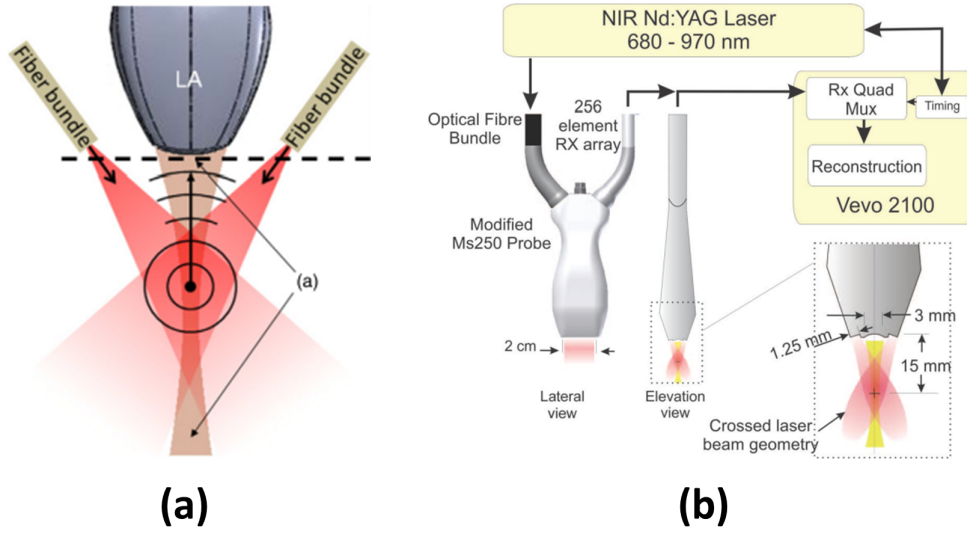 Fiber bundle
LA
Fiber bundle
(a)
(a)
NIR Nd:YAG Laser
680 - 970 nm
Optical Fibre
Bundle
256
element
RX array
Rx Quad
Mux
Timing
Reconstruction
Vevo 2100
Modified
Ms250 Probe
2 cm
Lateral
view
Elevation
view
3 mm
1.25 mm
15 mm
Crossed laser
beam geometry
(b)